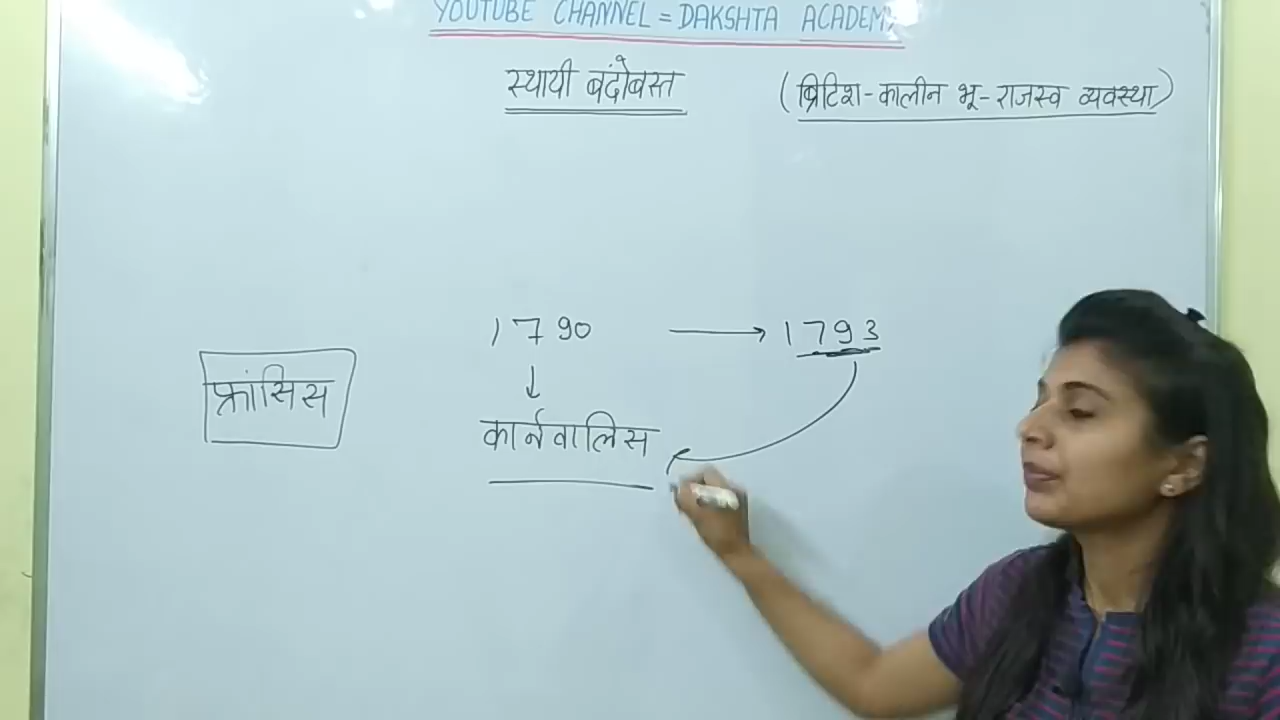 YOUTUBE CHANNEL = DAKSHTA ACADEMY
स्थायी बंदोबस्त
(ब्रिटिश-कालीन भू-राजस्व व्यवस्था)
1790 → 1793
↓
फ्रांसिस
कार्नवालिस